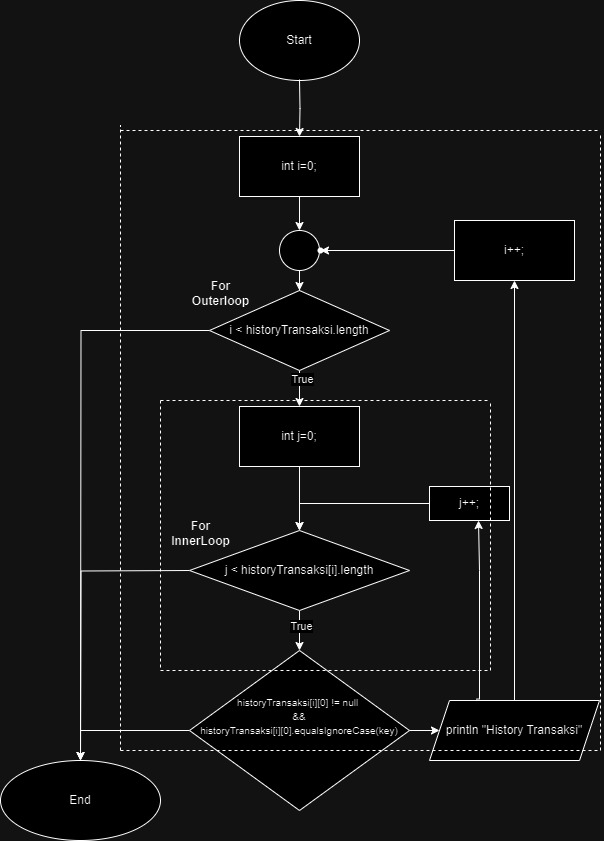 Start
int i=0;
i++;
For
Outerloop
i < historyTransaksi.length
True
int j=0;
j++;
For
InnerLoop
j < historyTransaksi[i].length
True
historyTransaksi[i][0] != null
&&
historyTransaksi[i][0].equalsIgnoreCase(key)
println "History Transaksi"
End